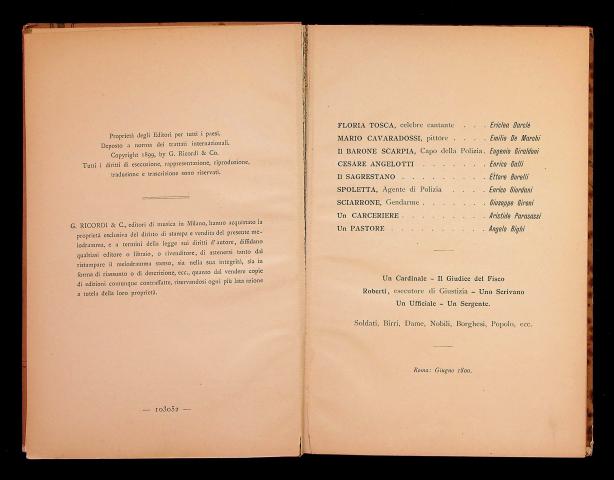 Proprietà degli Editori per tutti i paesi.
Deposto a norma dei trattati internazionali.
Copyright 1899, by G. Ricordi & Co.
Tutti i diritti di esecuzione, rappresentazione, riproduzione,
traduzione e trascrizione sono riservati.
G. RICORDI & C., editori di musica in Milano, hanno acquistato la
proprietà esclusiva del diritto di stampa e vendita del presente me-
lodramma, e a termini della legge sui diritti d'autore, diffidano
qualsiasi editore o libraio, o rivenditore, di astenersi tanto dal
ristampare il melodramma stesso, sia nella sua integrità, sia in
forma di riassunto o di descrizione, ecc., quanto dal vendere copie
di edizioni comunque contraffatte, riservandosi ogni più lata azione
a tutela della loro proprietà.
— 103052 —
FLORIA TOSCA, celebre cantante . . . Ericlea Darclè
MARIO CAVARADOSSI, pittore . . . Emilio De Marchi
Il BARONE SCARPIA, Capo della Polizia. Eugenio Giraldoni
CESARE ANGELOTTI . . . . Enrico Galli
Il SAGRESTANO . . . . . Ettore Borelli
SPOLETTA, Agente di Polizia . . . . Enrico Giordani
SCIARRONE, Gendarme . . . . . Giuseppe Gironi
Un CARCERIERE . . . . . Aristide Parasassi
Un PASTORE . . . . . Angelo Righi
Un Cardinale - Il Giudice del Fisco
Roberti, esecutore di Giustizia - Uno Scrivano
Un Ufficiale - Un Sergente.
Soldati, Birri, Dame, Nobili, Borghesi, Popolo, ecc.
Roma: Giugno 1800.